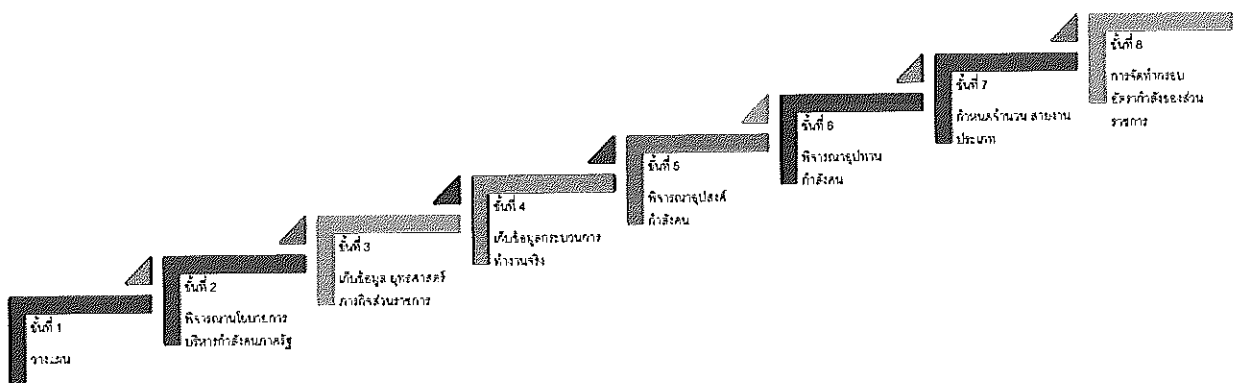 ขั้นที่ 1
วางแผน
ขั้นที่ 2
พิจารณานโยบายการ
บริหารกำลังคนภาครัฐ
ขั้นที่ 3
เก็บข้อมูล ยุทธศาสตร์
ภารกิจส่วนราชการ
ขั้นที่ 4
เก็บข้อมูลกระบวนการ
ทำงานจริง
ขั้นที่ 5
พิจารณาอุปสงค์
กำลังคน
ขั้นที่ 6
พิจารณาอุปทาน
กำลังคน
ขั้นที่ 7
กำหนดจำนวน สายงาน
ประเภท
ขั้นที่ 8
การจัดทำกรอบ
อัตรากำลังของส่วน
ราชการ